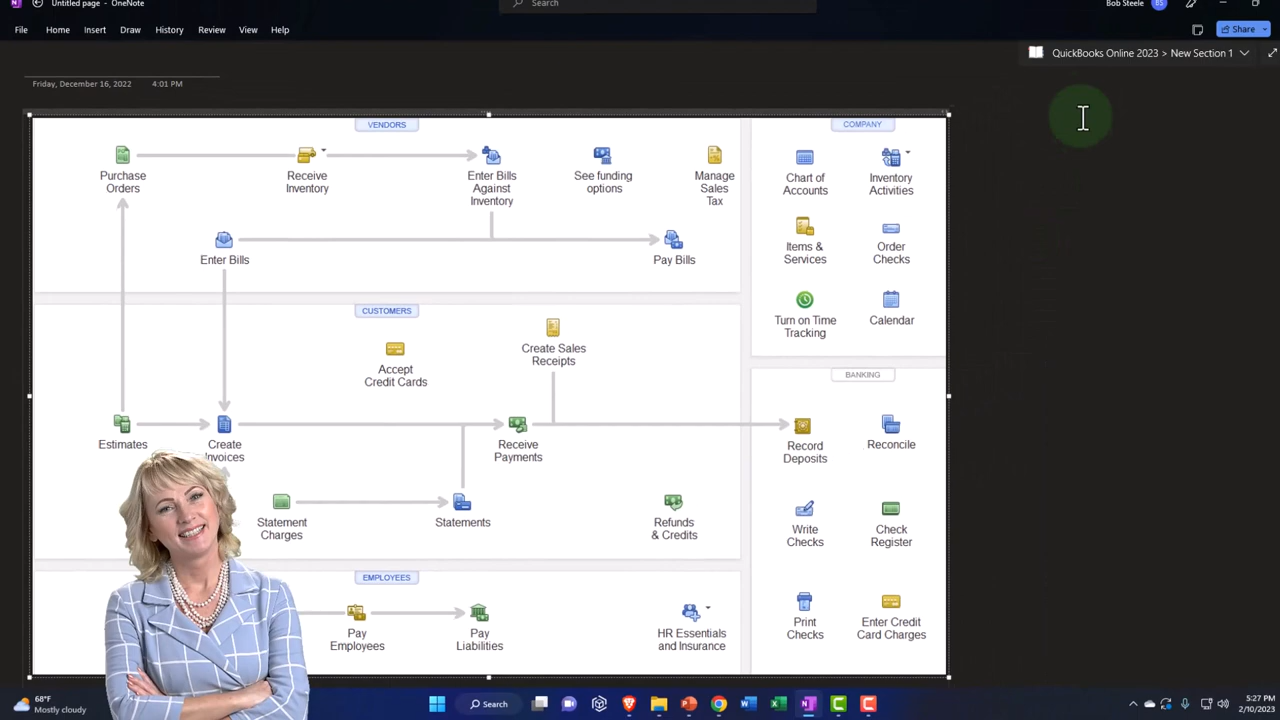 Untitled page - OneNote
Search
Bob Steele
BS
File
Home
Insert
Draw
History
Review
View
Help
Share
QuickBooks Online 2023 > New Section 1
Friday, December 16, 2022
4:01 PM
VENDORS
Purchase
Orders
Receive
Inventory
Enter Bills
Against
Inventory
See funding
options
Manage
Sales
Tax
Enter Bills
Pay Bills
COMPANY
Chart of
Accounts
Inventory
Activities
Items &
Services
Order
Checks
Turn on Time
Tracking
Calendar
CUSTOMERS
Accept
Credit Cards
Create Sales
Receipts
Estimates
Create
Invoices
Receive
Payments
Statement
Charges
Statements
Refunds
& Credits
BANKING
Record
Deposits
Reconcile
Write
Checks
Check
Register
Print
Checks
Enter Credit
Card Charges
EMPLOYEES
Pay
Employees
Pay
Liabilities
HR Essentials
and Insurance
68°F
Mostly cloudy
Search
5:27 PM
2/10/2023